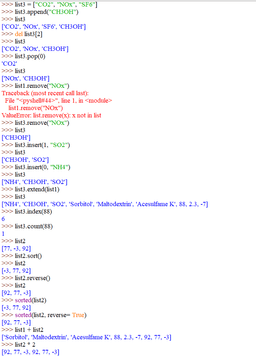 >>> list3 = ["CO2", "NOx", "SF6"]
>>> list3.append("CH3OH")
>>> list3
['CO2', 'NOx', 'SF6', 'CH3OH']
>>> del list3[2]
>>> list3
['CO2', 'NOx', 'CH3OH']
>>> list3.pop(0)
'CO2'
>>> list3
['NOx', 'CH3OH']
>>> list1.remove("NOx")
Traceback (most recent call last):
File "<pyshell#44>", line 1, in <module>
list1.remove("NOx")
ValueError: list.remove(x): x not in list
>>> list3.remove("NOx")
>>> list3
['CH3OH']
>>> list3.insert(1, "SO2")
>>> list3
['CH3OH', 'SO2']
>>> list3.insert(0, "NH4")
>>> list3
['NH4', 'CH3OH', 'SO2']
>>> list3.extend(list1)
>>> list3
['NH4', 'CH3OH', 'SO2', 'Sorbitol', 'Maltodextrin', 'Acesulfame K', 88, 2.3, -7]
>>> list3.index(88)
6
>>> list3.count(88)
1
>>> list2
[77, -3, 92]
>>> list2.sort()
>>> list2
[-3, 77, 92]
>>> list2.reverse()
>>> list2
[92, 77, -3]
>>> sorted(list2)
[-3, 77, 92]
>>> sorted(list2, reverse= True)
[92, 77, -3]
>>> list1 + list2
['Sorbitol', 'Maltodextrin', 'Acesulfame K', 88, 2.3, -7, 92, 77, -3]
>>> list2 * 2
[92, 77, -3, 92, 77, -3]